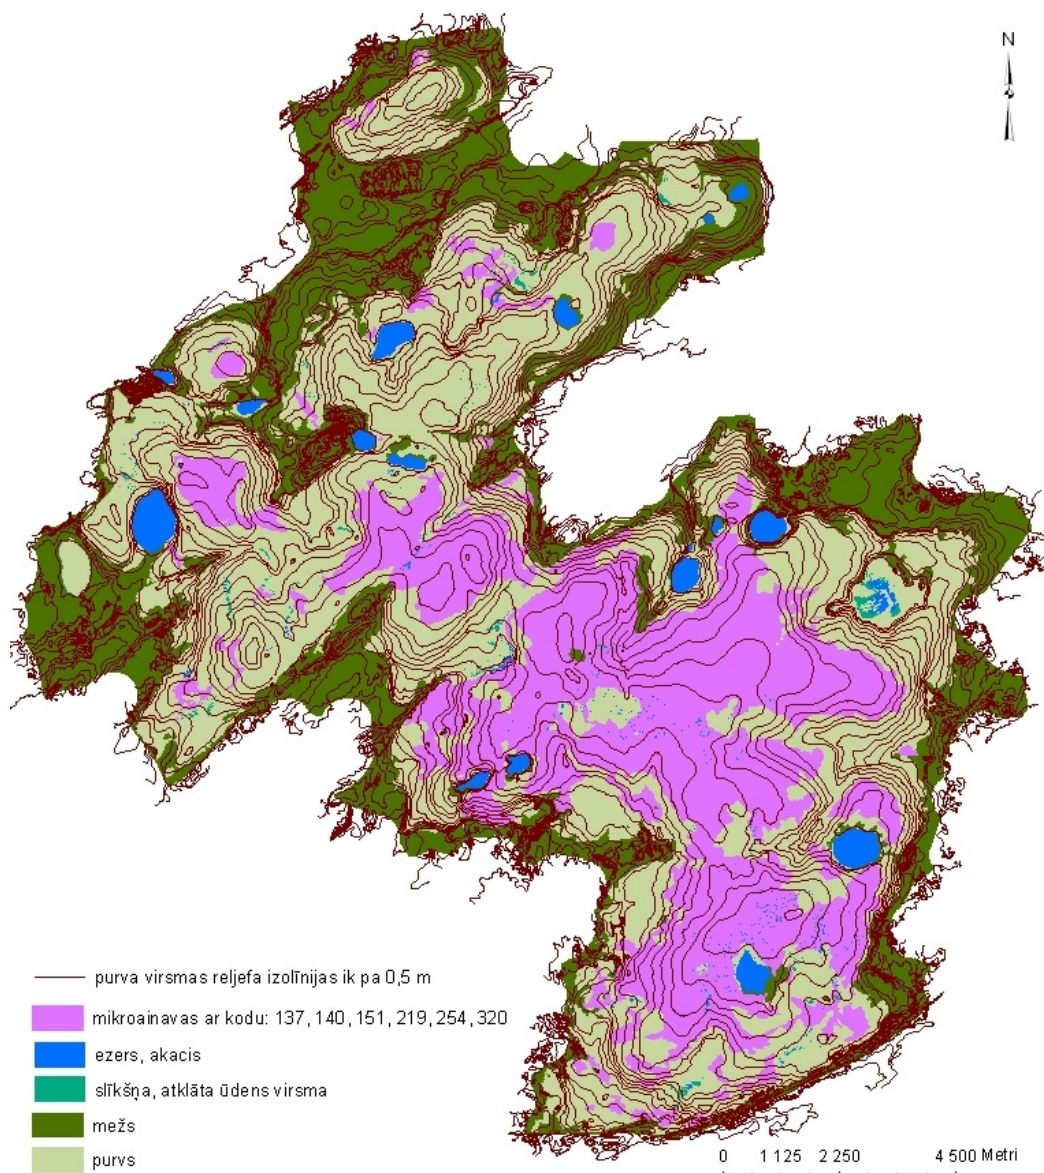 N
purva virsmas reljefa izolīnijas ik pa 0,5 m
mikroainavas ar kodu: 137, 140, 151, 219, 254, 320
ezers, akacis
slīkšņa, atklāta ūdens virsma
mežs
purvs
0 1 125 2 250 4 500 Metri